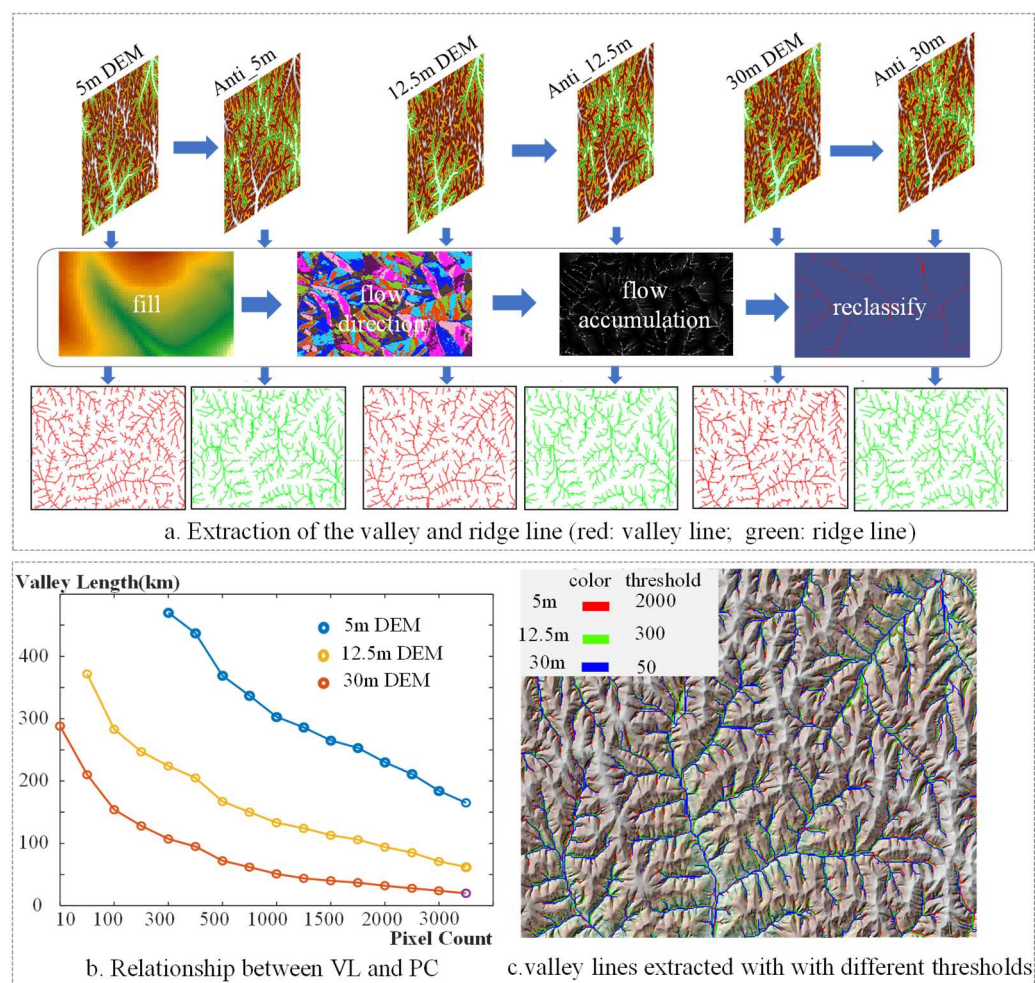 5m DEM
Anti_5m
12.5m DEM
Anti_12.5m
30m DEM
Anti_30m
fill
flow
direction
flow
accumulation
reclassify
a. Extraction of the valley and ridge line (red: valley line; green: ridge line)
Valley Length(km)
400
300
200
100
0
5m DEM
12.5m DEM
30m DEM
10 100 300 500 1000 1500 2000 3000
Pixel Count
b. Relationship between VL and PC
color threshold
5m 2000
12.5m 300
30m 50
c.valley lines extracted with with different thresholds